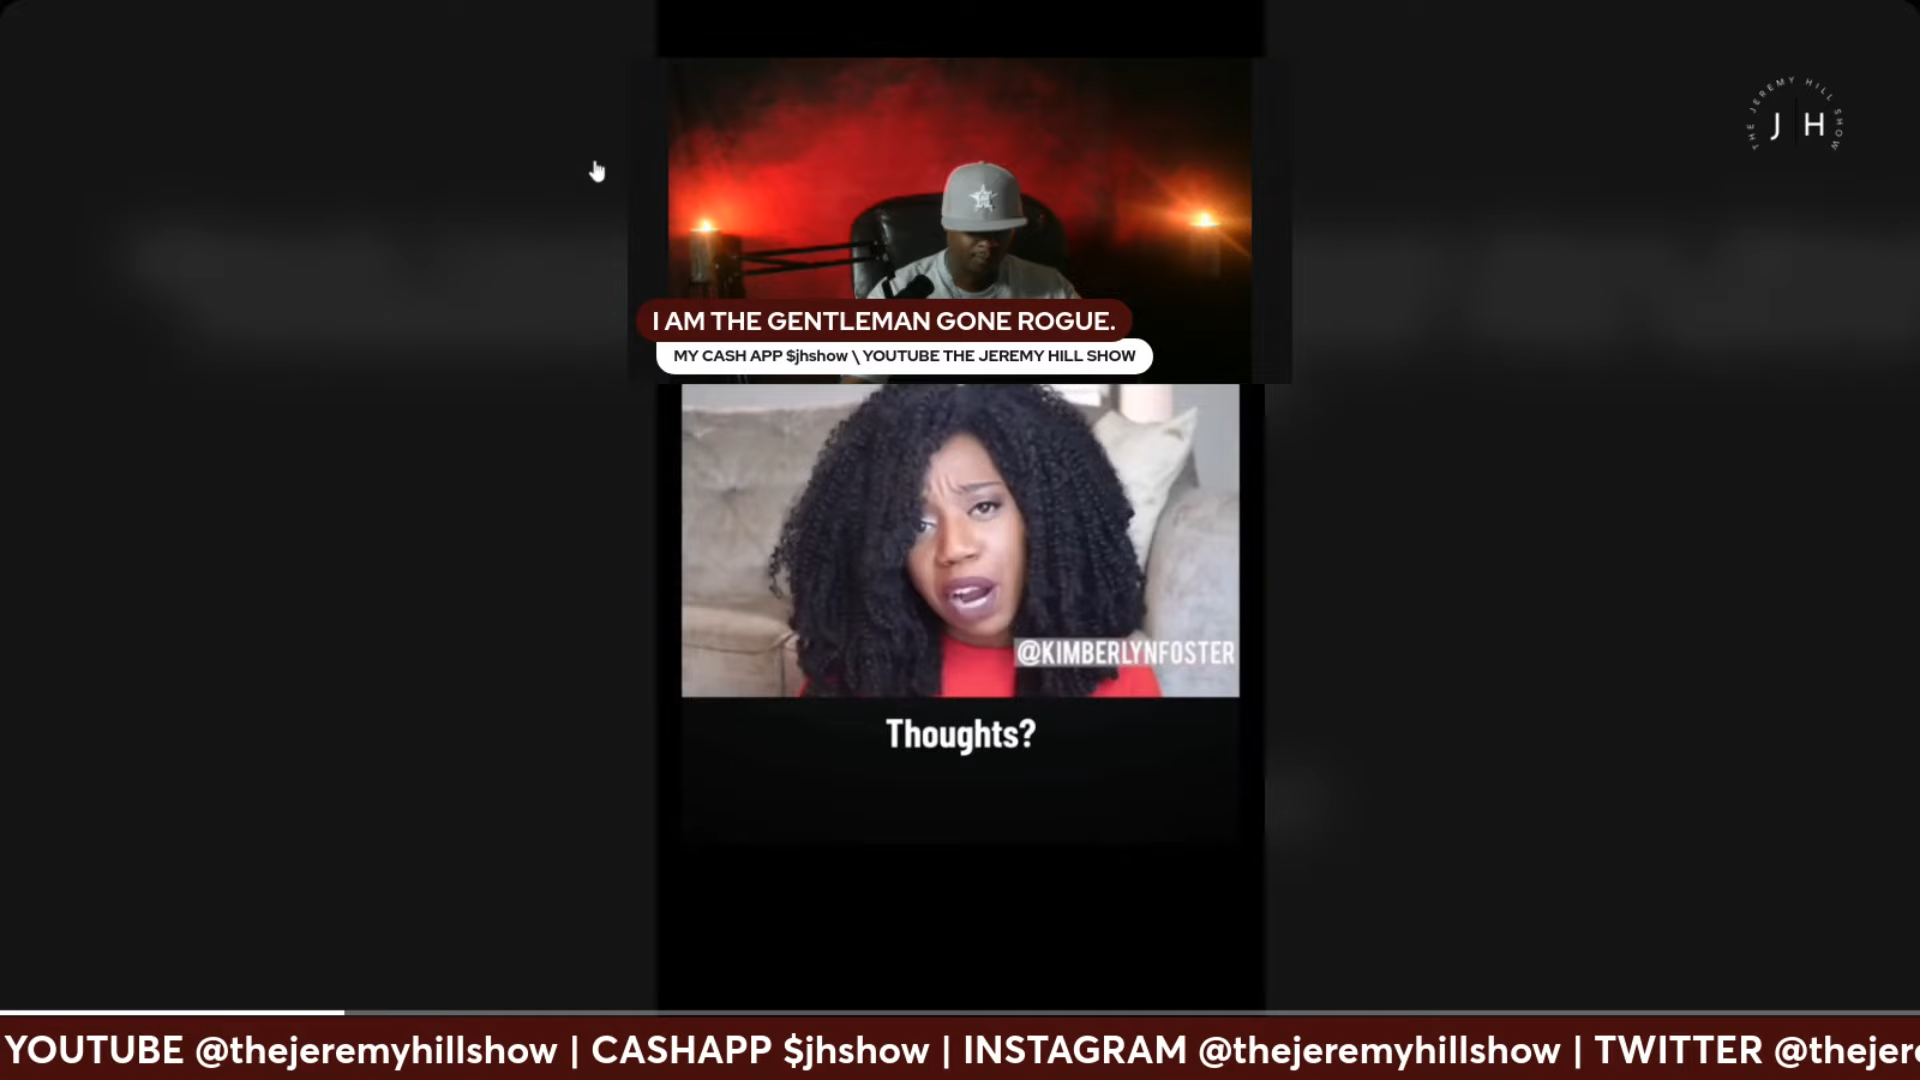 THE JEREMY HILL SHOW
J H
I AM THE GENTLEMAN GONE ROGUE.
MY CASH APP $jhshow \ YOUTUBE THE JEREMY HILL SHOW
@KIMBERLYNFOSTER
Thoughts?
YOUTUBE @thejeremyhillshow | CASHAPP $jhshow | INSTAGRAM @thejeremyhillshow | TWITTER @thejere